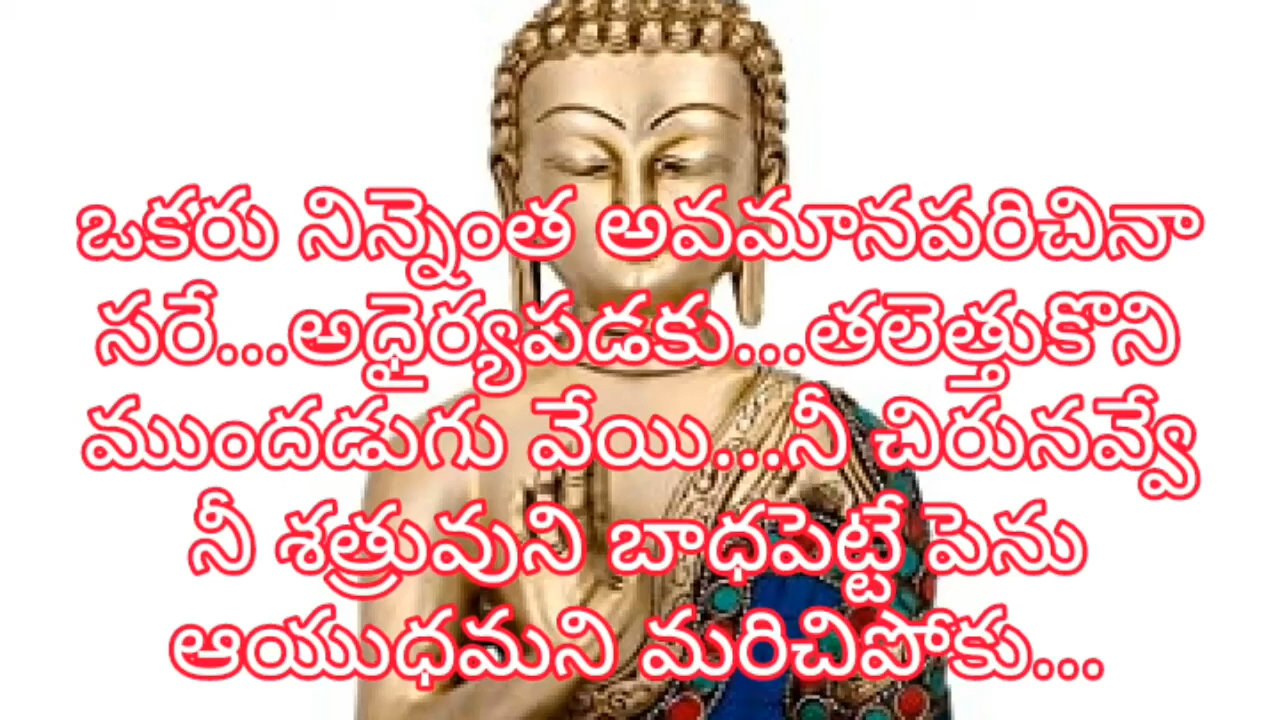 ఒకరు నిన్నెంత అవమానపరిచినా
సరే...అధైర్యపడకు...తలెత్తుకొని
ముందడుగు వేయి...నీ చిరునవ్వే
నీ శత్రువుని బాధపెట్టే పెను
ఆయుధమని మరిచిపోకు...